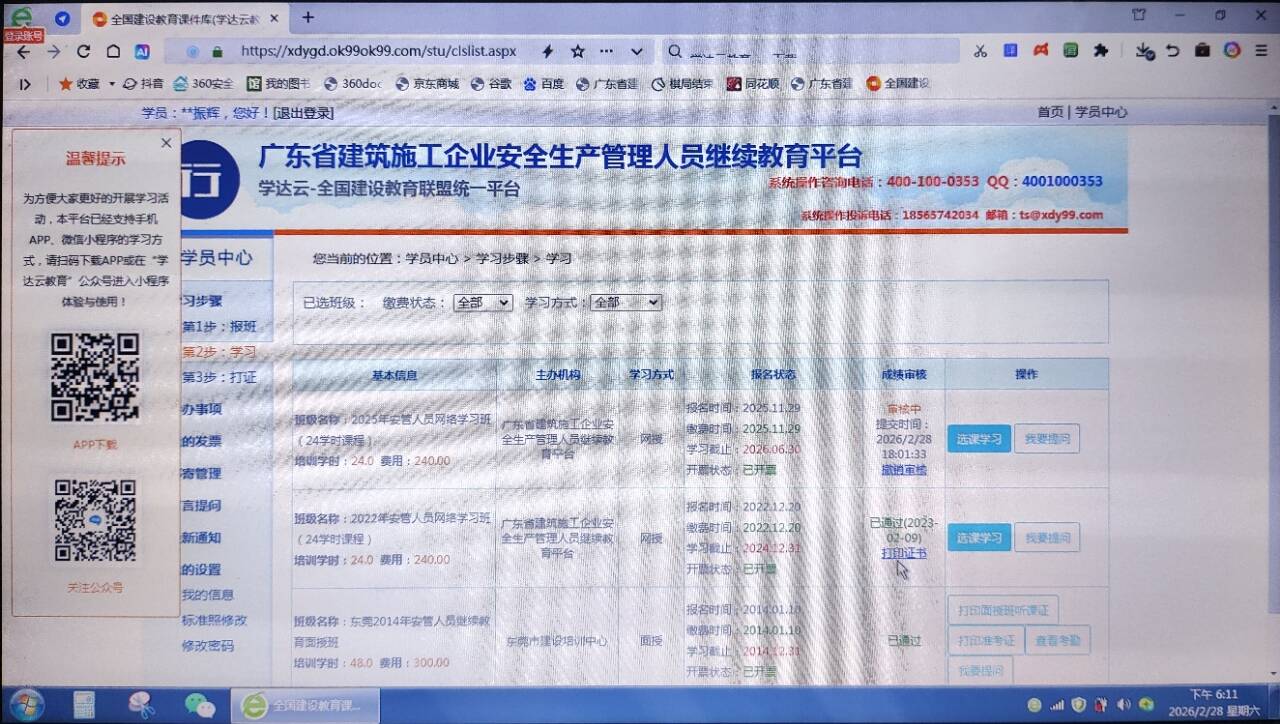 全国建设教育课件库(学达云教
登录账号
https://xdygd.ok99ok99.com/stu/clslist.aspx
收藏 抖音 360安全 我的图书 360doc 京东商城 谷歌 百度 广东省建 棋局结束 同花顺 广东省建 全国建设
学员：**振辉，您好！[退出登录]
首页 | 学员中心
温馨提示
为方便大家更好的开展学习活
动，本平台已经支持手机
APP、微信小程序的学习方
式，请扫码下载APP或在“学
达云教育”公众号进入小程序
体验与使用！
APP下载
关注公众号
广东省建筑施工企业安全生产管理人员继续教育平台
学达云-全国建设教育联盟统一平台
系统操作咨询电话：400-100-0353 QQ：4001000353
系统操作投诉电话：18565742034 邮箱：ts@xdy99.com
学员中心
习步骤
第1步：报班
第2步：学习
第3步：打证
办事项
的发票
寄管理
言提问
新通知
的设置
我的信息
标准照修改
修改密码
您当前的位置：学员中心 > 学习步骤 > 学习
已选班级： 缴费状态： 全部 学习方式： 全部
基本信息 主办机构 学习方式 报名状态 成绩审核 操作
班级名称：2025年安管人员网络学习班
（24学时课程）
培训学时：24.0 费用：240.00
广东省建筑施工企业安
全生产管理人员继续教
育平台
网授
报名时间：2025.11.29
缴费时间：2025.11.29
学习截止：2026.06.30
开票状态：已开票
审核中
提交时间：
2026/2/28
18:01:33
撤销审核
选课学习 我要提问
班级名称：2022年安管人员网络学习班
（24学时课程）
培训学时：24.0 费用：240.00
广东省建筑施工企业安
全生产管理人员继续教
育平台
网授
报名时间：2022.12.20
缴费时间：2022.12.20
学习截止：2024.12.31
开票状态：已开票
已通过(2023-
02-09)
打印证书
选课学习 我要提问
班级名称：东莞2014年安管人员继续教
育面授班
培训学时：48.0 费用：300.00
东莞市建设培训中心
面授
报名时间：2014.01.10
缴费时间：2014.01.10
学习截止：2014.12.31
开票状态：已开票
已通过
打印面授班听课证
打印准考证 查看考勤
我要提问
全国建设教育课...
下午 6:11
2026/2/28 星期六